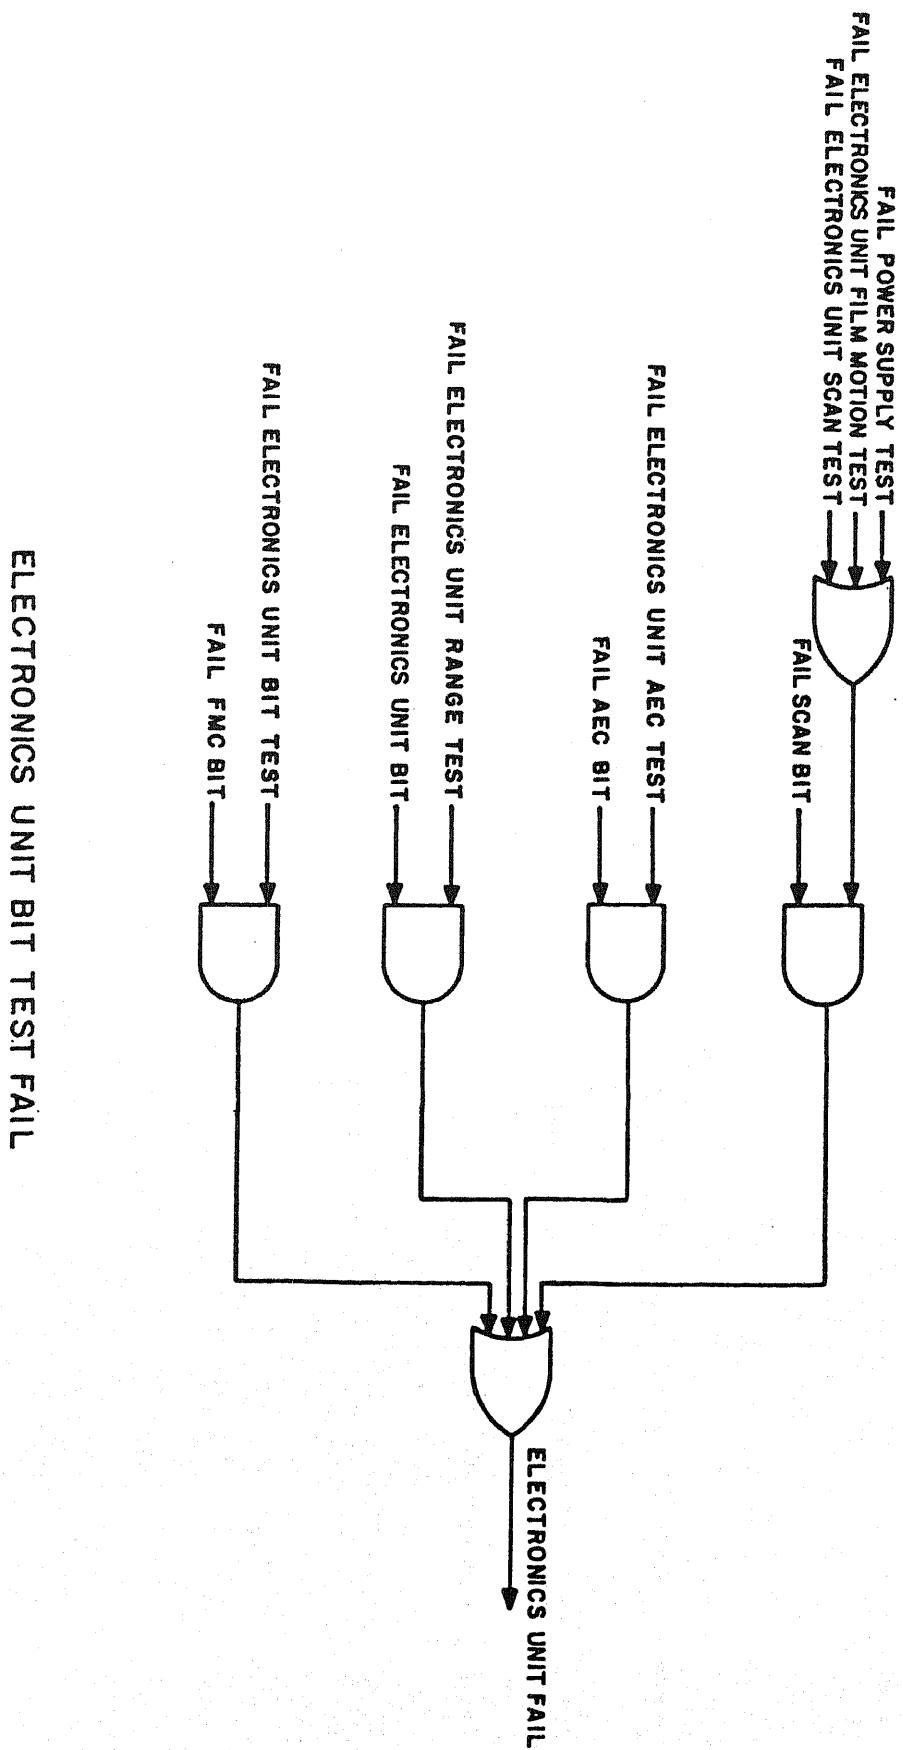 FAIL POWER SUPPLY TEST
FAIL ELECTRONICS UNIT FILM MOTION TEST
FAIL ELECTRONICS UNIT SCAN TEST
FAIL SCAN BIT
FAIL ELECTRONICS UNIT AEC TEST
FAIL AEC BIT
ELECTRONICS UNIT FAIL
FAIL ELECTRONICS UNIT RANGE TEST
FAIL ELECTRONICS UNIT BIT
FAIL ELECTRONICS UNIT BIT TEST
FAIL FMC BIT
ELECTRONICS UNIT BIT TEST FAIL